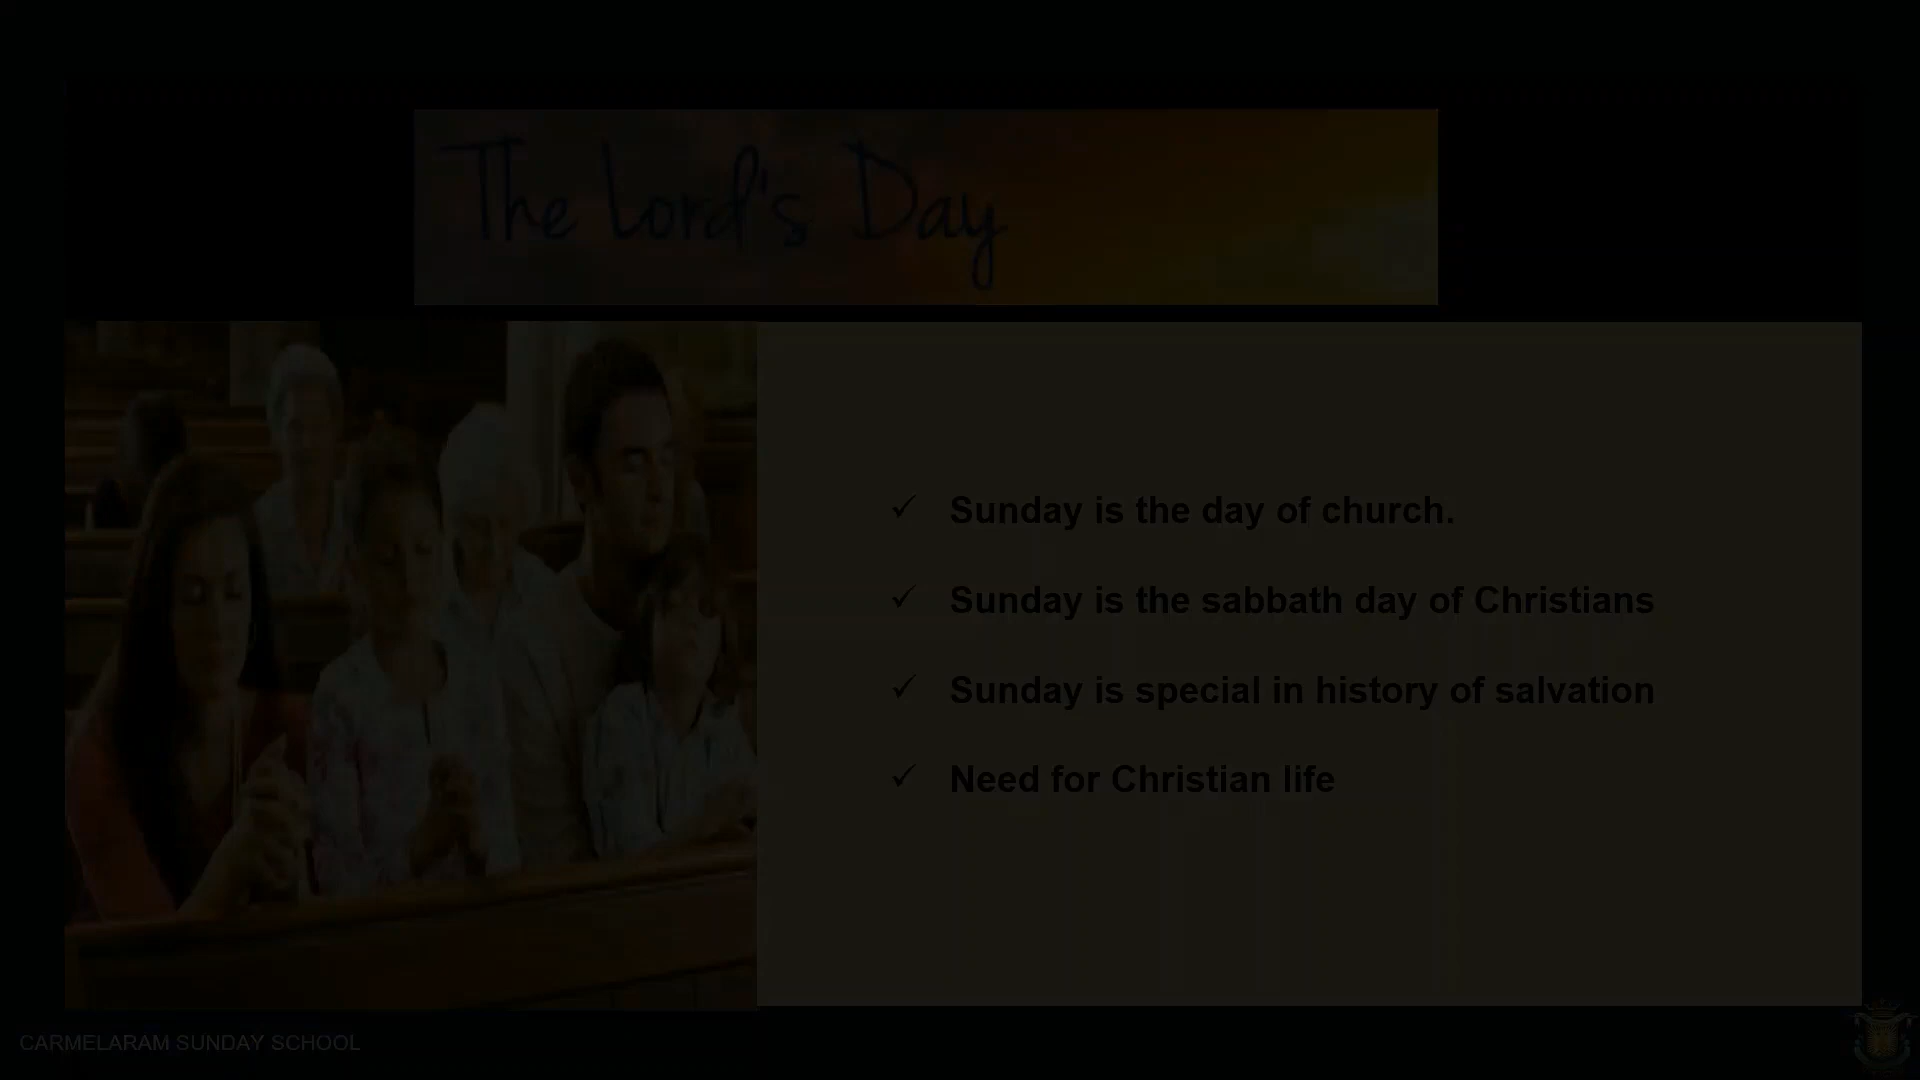 The Lord's Day
✓ Sunday is the day of church.
✓ Sunday is the sabbath day of Christians
✓ Sunday is special in history of salvation
✓ Need for Christian life
CARMELARAM SUNDAY SCHOOL